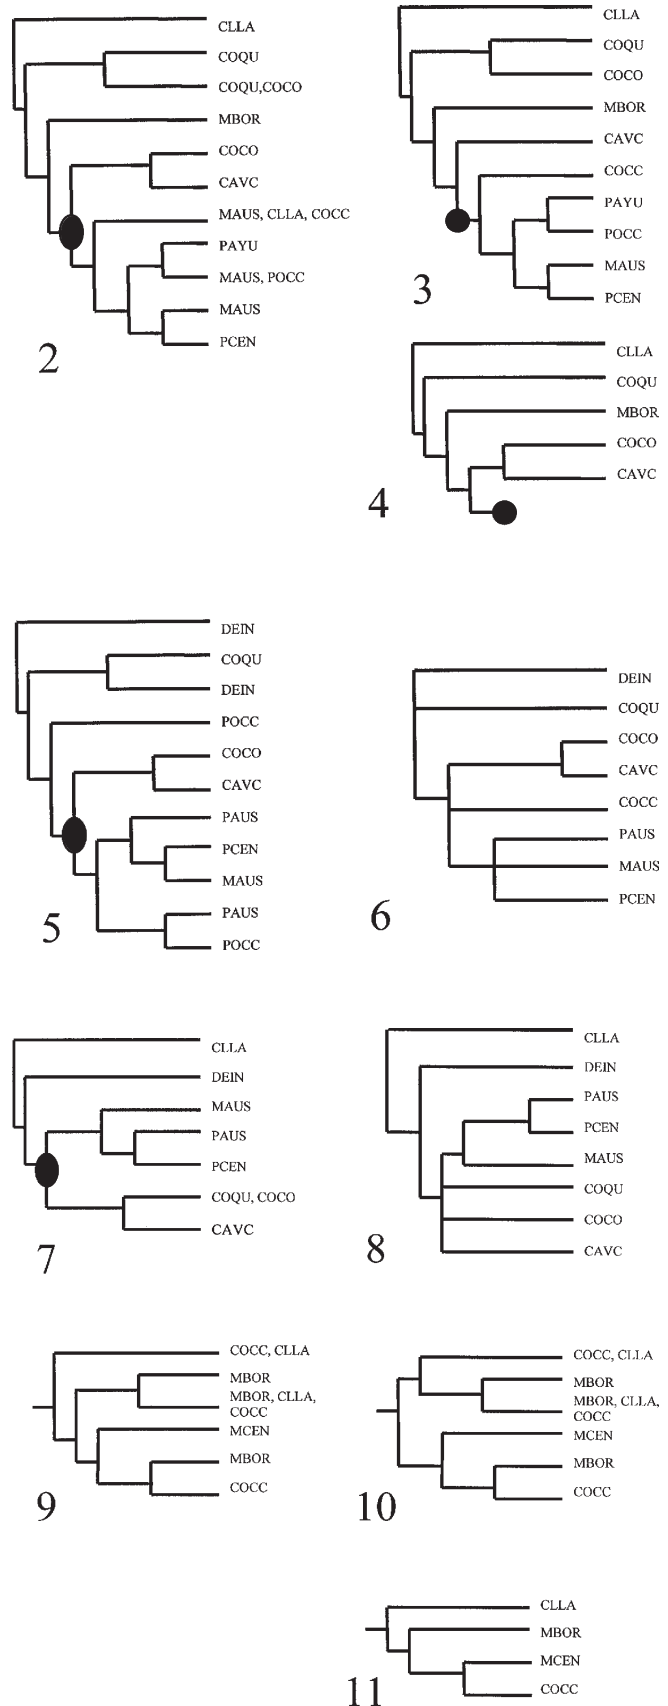 CLLA
COQU
COQU,COCO
MBOR
COCO
CAVC
MAUS, CLLA, COCC
PAYU
MAUS, POCC
MAUS
PCEN
2
CLLA
COQU
COCO
MBOR
CAVC
COCC
PAYU
POCC
MAUS
PCEN
3
CLLA
COQU
MBOR
COCO
CAVC
4
DEIN
COQU
DEIN
POCC
COCO
CAVC
PAUS
PCEN
MAUS
PAUS
POCC
5
DEIN
COQU
COCO
CAVC
COCC
PAUS
MAUS
PCEN
6
CLLA
DEIN
MAUS
PAUS
PCEN
COQU, COCO
CAVC
7
CLLA
DEIN
PAUS
PCEN
MAUS
COQU
COCO
CAVC
8
COCC, CLLA
MBOR
MBOR, CLLA,
COCC
MCEN
MBOR
COCC
9
COCC, CLLA
MBOR
MBOR, CLLA,
COCC
MCEN
MBOR
COCC
10
CLLA
MBOR
MCEN
COCC
11